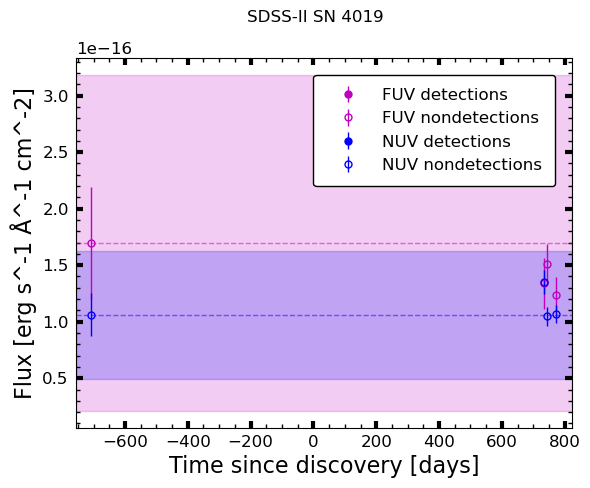 SDSS-II SN 4019
1e−16
FUV detections
FUV nondetections
NUV detections
NUV nondetections
3.0
2.5
2.0
1.5
1.0
0.5
Flux [erg s^-1 Å^-1 cm^-2]
−600 −400 −200 0 200 400 600 800
Time since discovery [days]